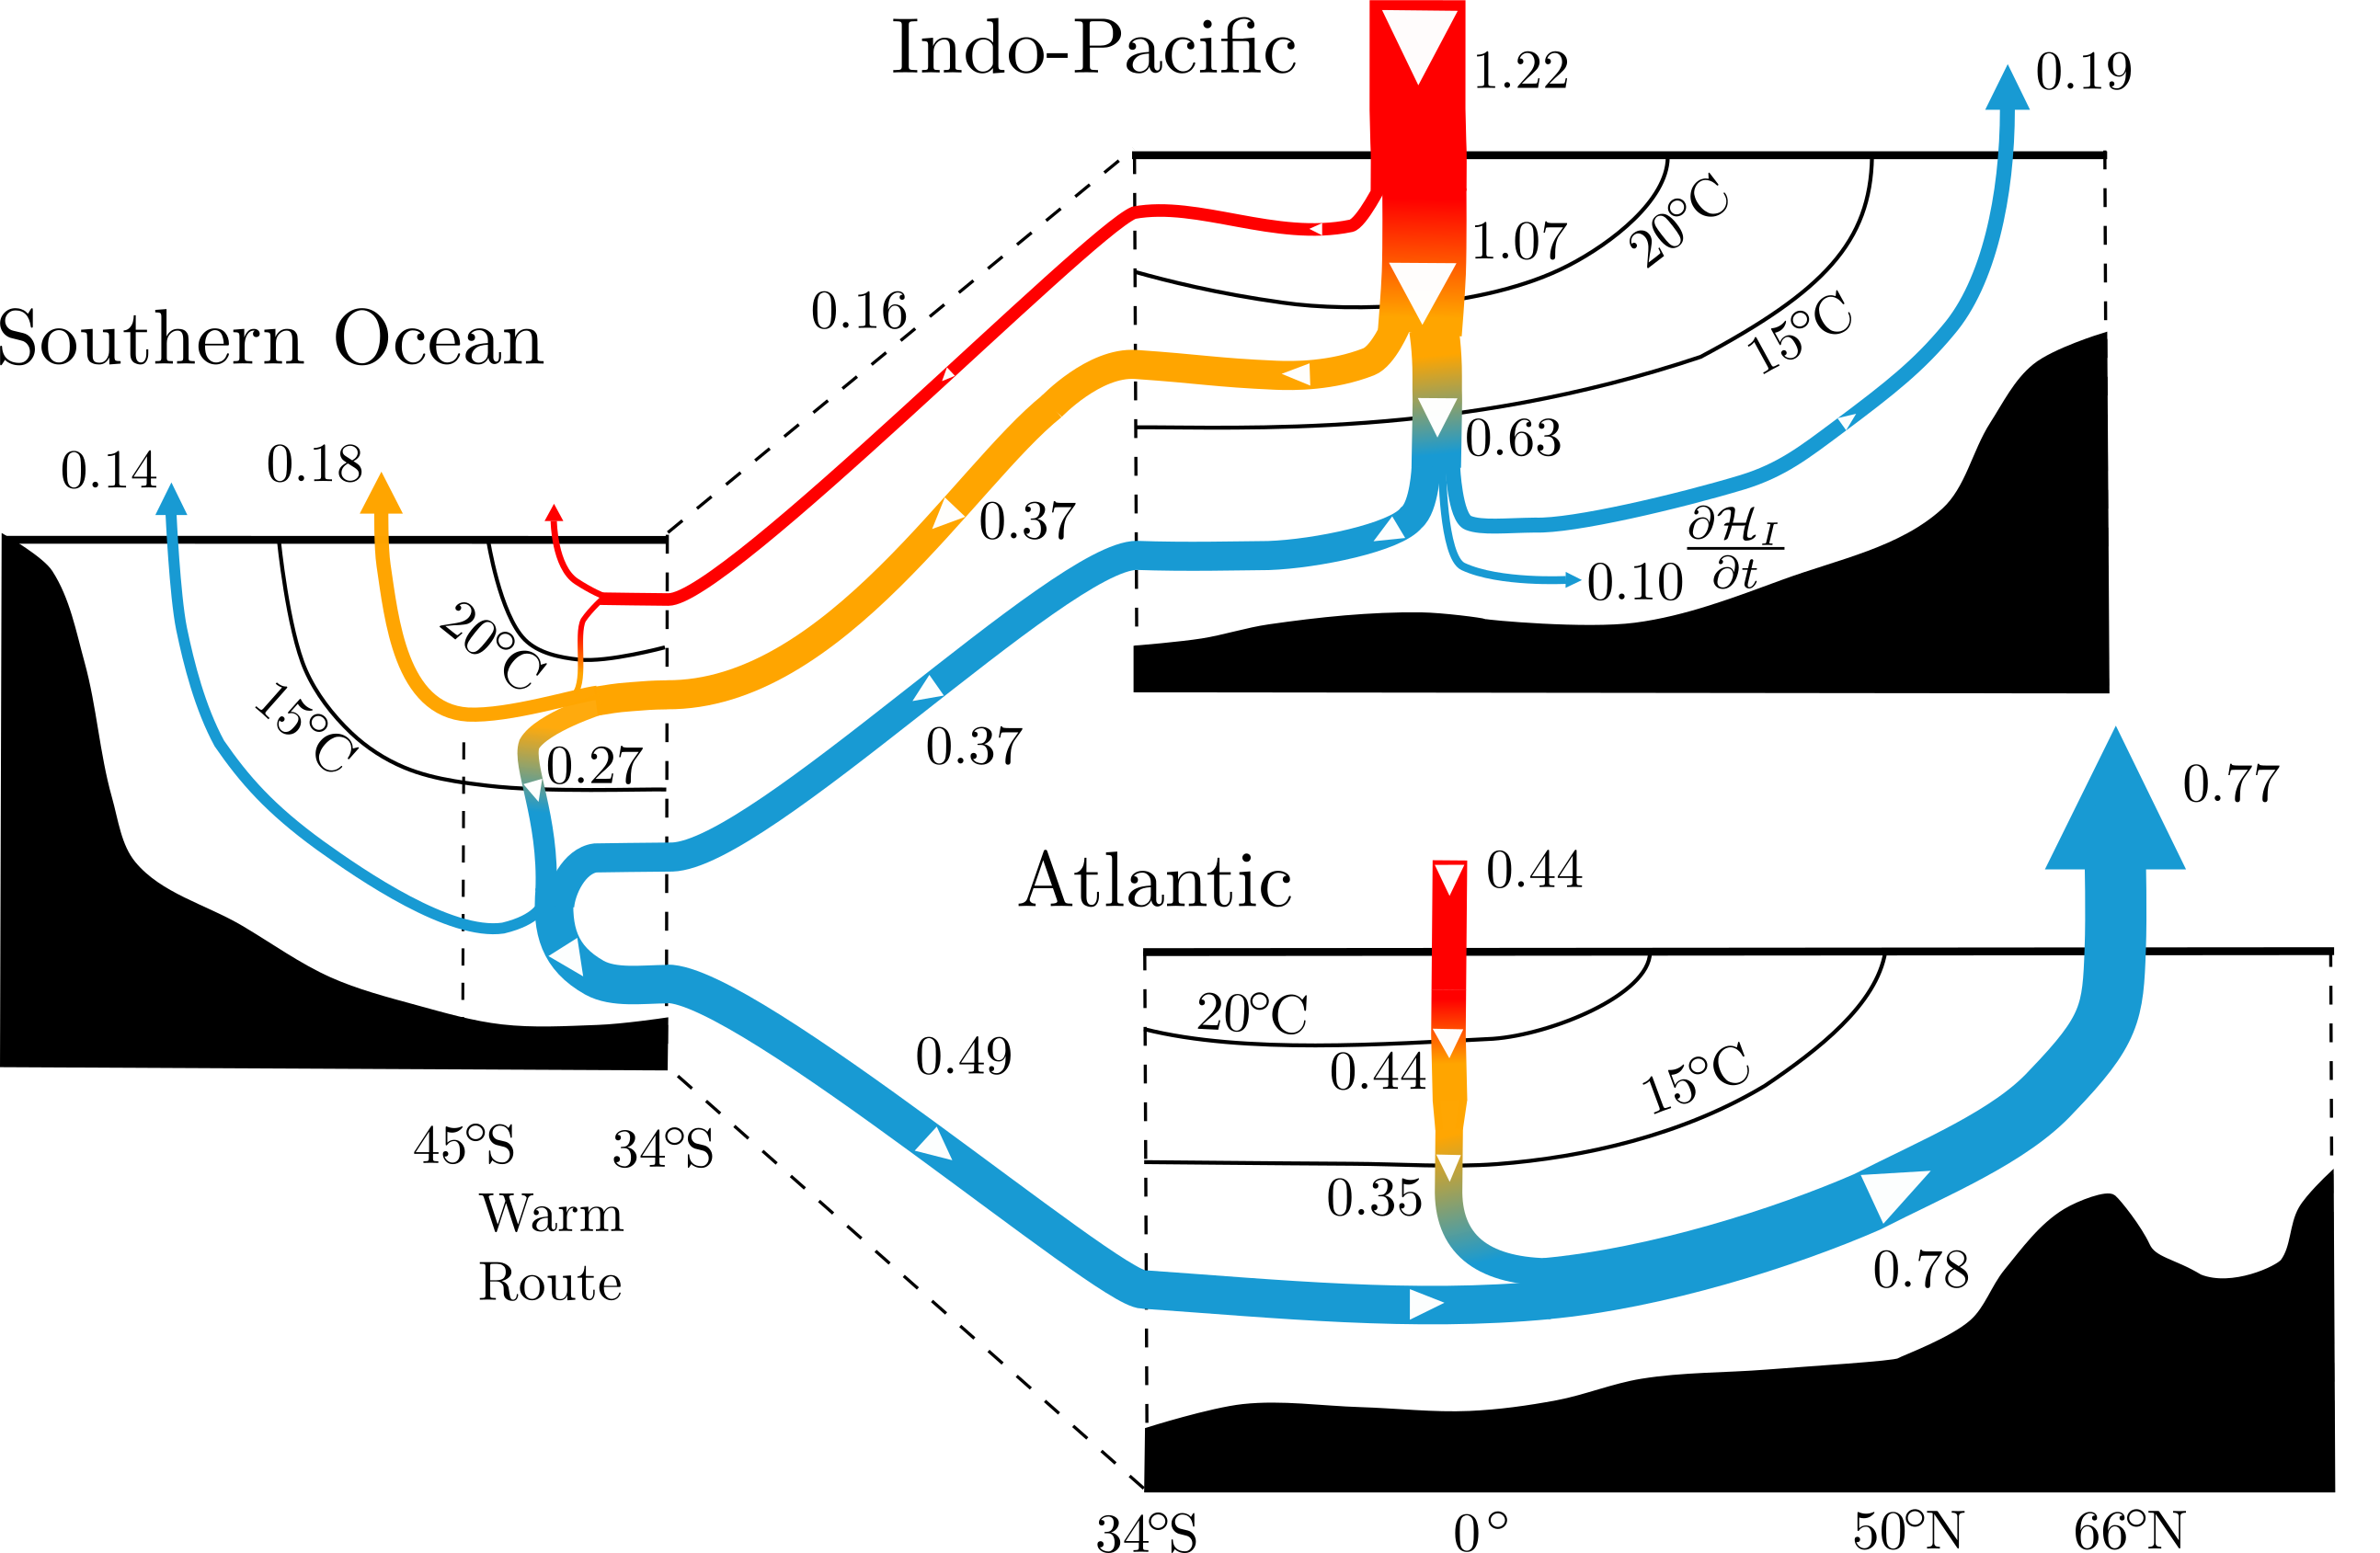 Indo-Pacific
1.22
0.19
20°C
1.07
15°C
0.16
Southern Ocean
0.14
0.18
0.63
0.37
∂ℋ
∂t
0.10
20°C
15°C
0.27
0.37
0.77
Atlantic
0.44
20°C
0.49
0.44
15°C
45°S
34°S
0.35
Warm
Route
0.78
34°S
0°
50°N
66°N